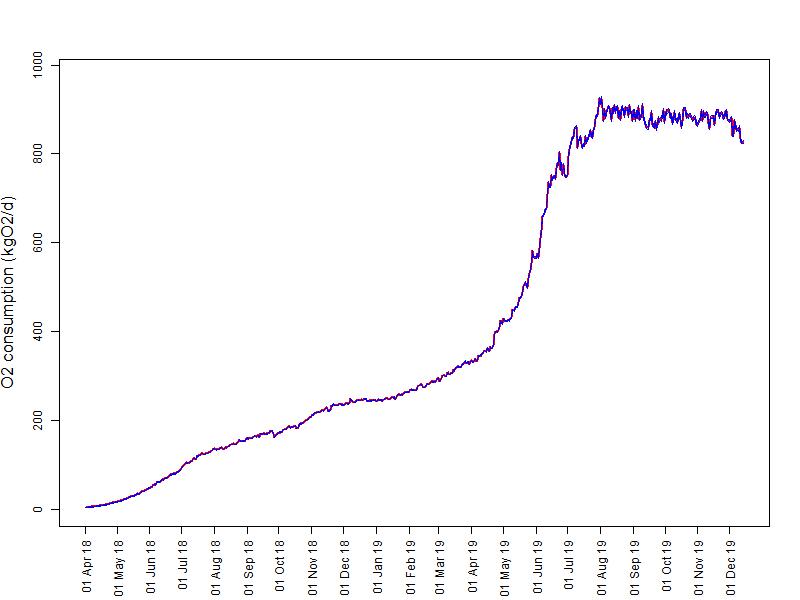 O2 consumption (kgO2/d)
1000
800
600
400
200
0
01 Apr 18
01 May 18
01 Jun 18
01 Jul 18
01 Aug 18
01 Sep 18
01 Oct 18
01 Nov 18
01 Dec 18
01 Jan 19
01 Feb 19
01 Mar 19
01 Apr 19
01 May 19
01 Jun 19
01 Jul 19
01 Aug 19
01 Sep 19
01 Oct 19
01 Nov 19
01 Dec 19